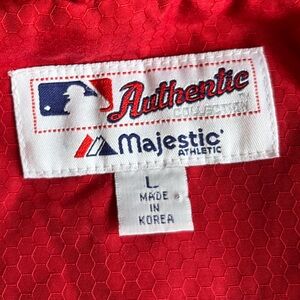 Authentic
COLLECTION
Majestic
ATHLETIC
L
MADE
IN
KOREA